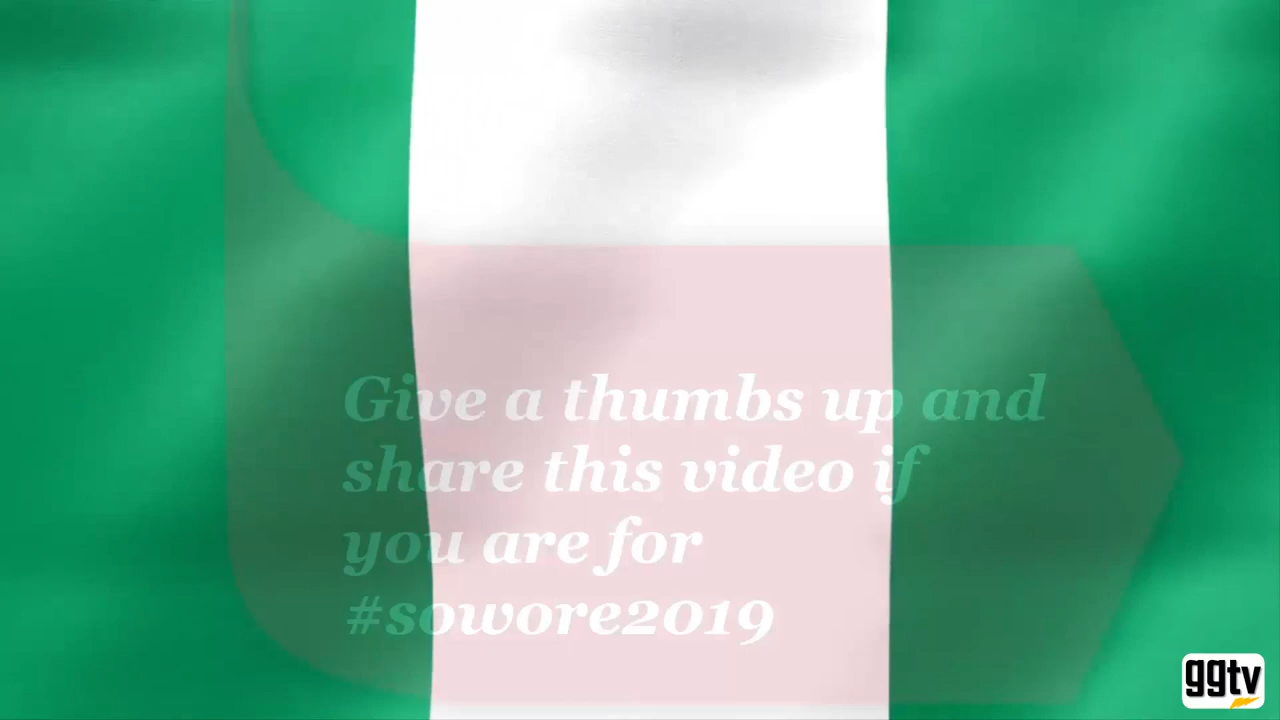 Give a thumbs up and
share this video if
you are for
#sowore2019
ggtv